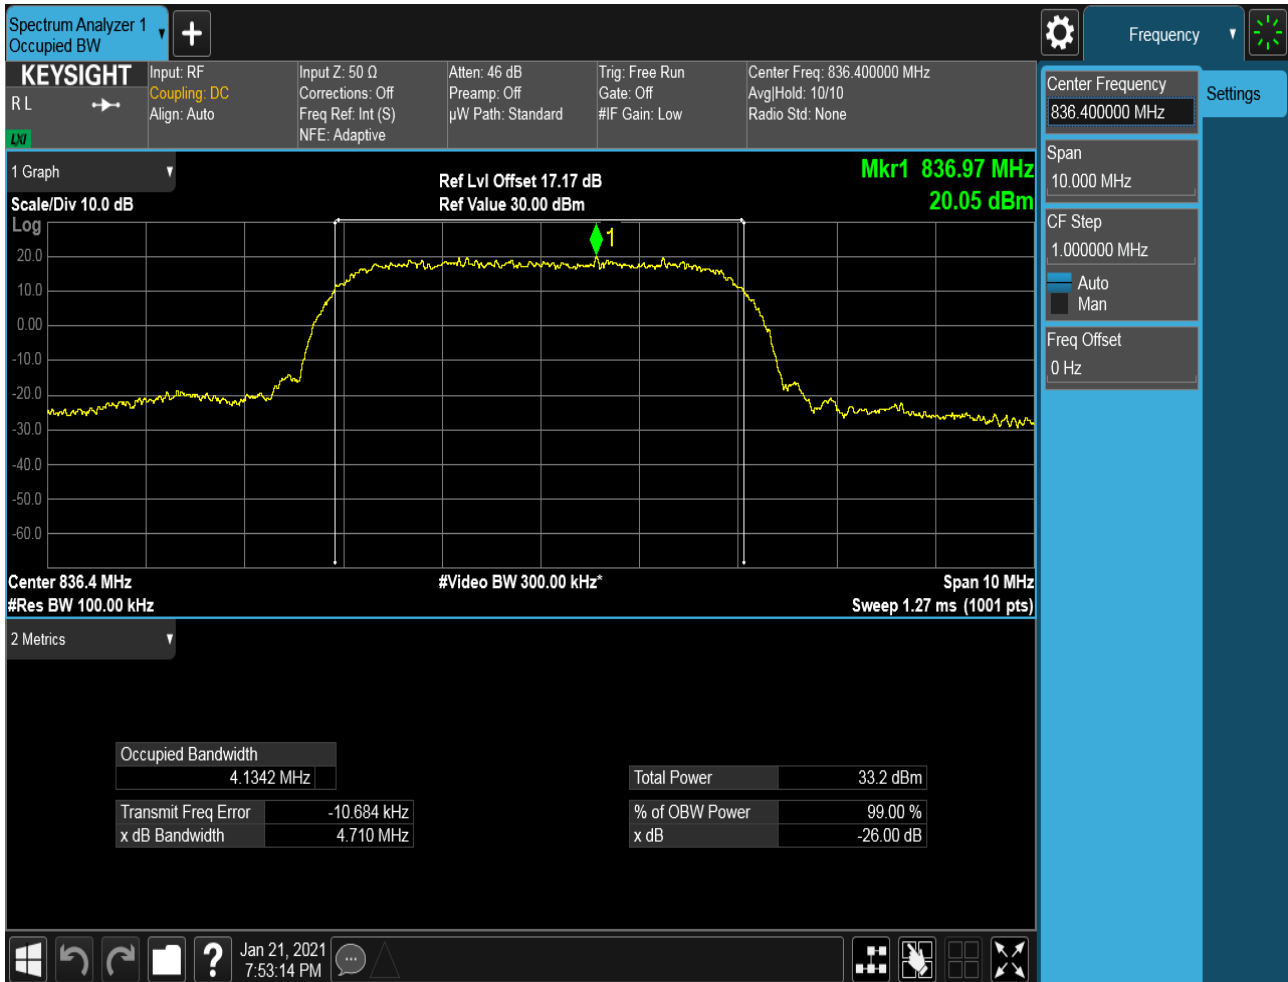 Spectrum Analyzer 1
Occupied BW
+
Frequency
KEYSIGHT
R L
LXI
Input: RF
Coupling: DC
Align: Auto
Input Z: 50 Ω
Corrections: Off
Freq Ref: Int (S)
NFE: Adaptive
Atten: 46 dB
Preamp: Off
µW Path: Standard
Trig: Free Run
Gate: Off
#IF Gain: Low
Center Freq: 836.400000 MHz
Avg|Hold: 10/10
Radio Std: None
Center Frequency
836.400000 MHz
Settings
Span
10.000 MHz
CF Step
1.000000 MHz
Auto
Man
Freq Offset
0 Hz
1 Graph
Ref Lvl Offset 17.17 dB
Mkr1 836.97 MHz
Scale/Div 10.0 dB
Ref Value 30.00 dBm
20.05 dBm
Log
1
20.0
10.0
0.00
-10.0
-20.0
-30.0
-40.0
-50.0
-60.0
Center 836.4 MHz
#Video BW 300.00 kHz*
Span 10 MHz
#Res BW 100.00 kHz
Sweep 1.27 ms (1001 pts)
2 Metrics
Occupied Bandwidth
4.1342 MHz
Total Power 33.2 dBm
Transmit Freq Error -10.684 kHz
% of OBW Power 99.00 %
x dB Bandwidth 4.710 MHz
x dB -26.00 dB
?
Jan 21, 2021
7:53:14 PM